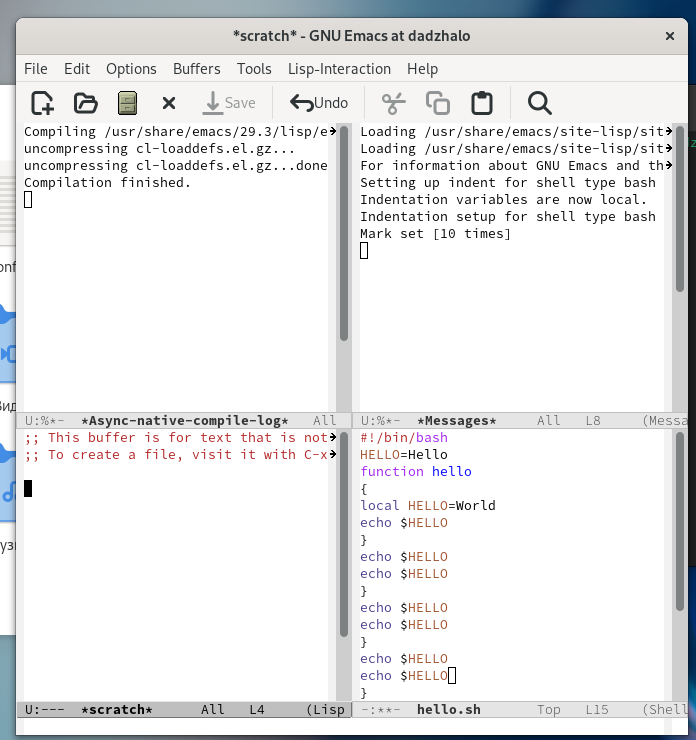 *scratch* - GNU Emacs at dadzhalo
File Edit Options Buffers Tools Lisp-Interaction Help
Save Undo
Compiling /usr/share/emacs/29.3/lisp/e
uncompressing cl-loaddefs.el.gz...
uncompressing cl-loaddefs.el.gz...done
Compilation finished.
U:%*- *Async-native-compile-log* All
Loading /usr/share/emacs/site-lisp/sit
Loading /usr/share/emacs/site-lisp/sit
For information about GNU Emacs and th
Setting up indent for shell type bash
Indentation variables are now local.
Indentation setup for shell type bash
Mark set [10 times]
U:%*- *Messages* All L8 (Messa
;; This buffer is for text that is not
;; To create a file, visit it with C-x
U:--- *scratch* All L4 (Lisp
#!/bin/bash
HELLO=Hello
function hello
{
local HELLO=World
echo $HELLO
}
echo $HELLO
echo $HELLO
}
echo $HELLO
echo $HELLO
}
echo $HELLO
echo $HELLO
}
-:**- hello.sh Top L15 (Shell